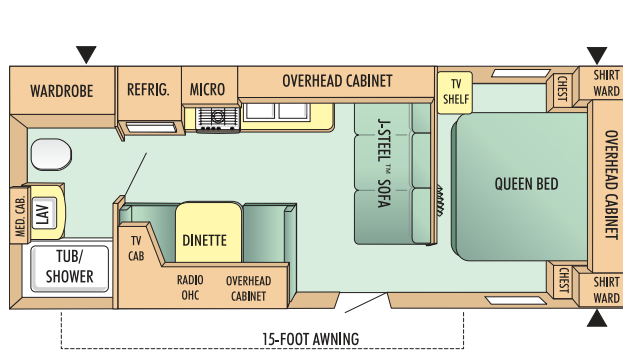 WARDROBE
REFRIG.
MICRO
OVERHEAD CABINET
TV
SHELF
CHEST
SHIRT
WARD
J-STEEL™ SOFA
QUEEN BED
OVERHEAD CABINET
MED. CAB.
LAV
TUB/
SHOWER
TV
CAB
DINETTE
RADIO
OHC
OVERHEAD
CABINET
CHEST
SHIRT
WARD
15-FOOT AWNING